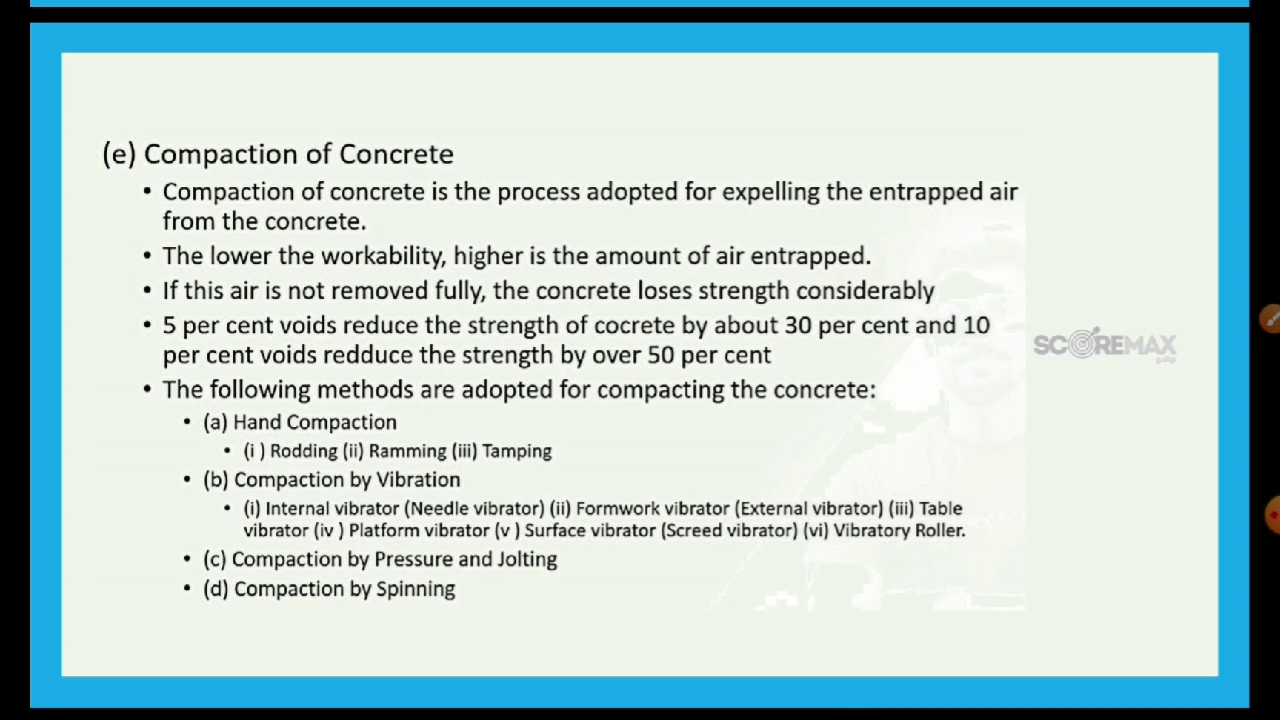 (e) Compaction of Concrete
• Compaction of concrete is the process adopted for expelling the entrapped air
from the concrete.
• The lower the workability, higher is the amount of air entrapped.
• If this air is not removed fully, the concrete loses strength considerably
• 5 per cent voids reduce the strength of cocrete by about 30 per cent and 10
per cent voids redduce the strength by over 50 per cent
SCOREMAX
• The following methods are adopted for compacting the concrete:
• (a) Hand Compaction
• (i ) Rodding (ii) Ramming (iii) Tamping
• (b) Compaction by Vibration
• (i) Internal vibrator (Needle vibrator) (ii) Formwork vibrator (External vibrator) (iii) Table
vibrator (iv ) Platform vibrator (v ) Surface vibrator (Screed vibrator) (vi) Vibratory Roller.
• (c) Compaction by Pressure and Jolting
• (d) Compaction by Spinning